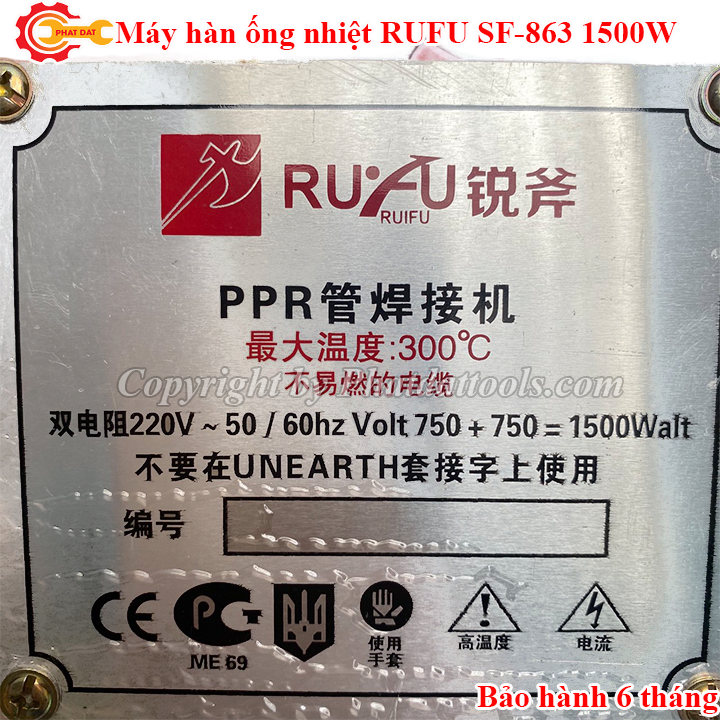 PHAT DAT
Máy hàn ống nhiệt RUFU SF-863 1500W
RUFU 锐斧
RUIFU
PPR管焊接机
最大温度:300℃
Copyright by Phatdattools.com
不易燃的电缆
双电阻220V ~ 50 / 60hz Volt 750 + 750 = 1500Walt
不要在UNEARTH套接字上使用
编号
CE PC
ME 69
使用
手套
高温度
电流
Bảo hành 6 tháng